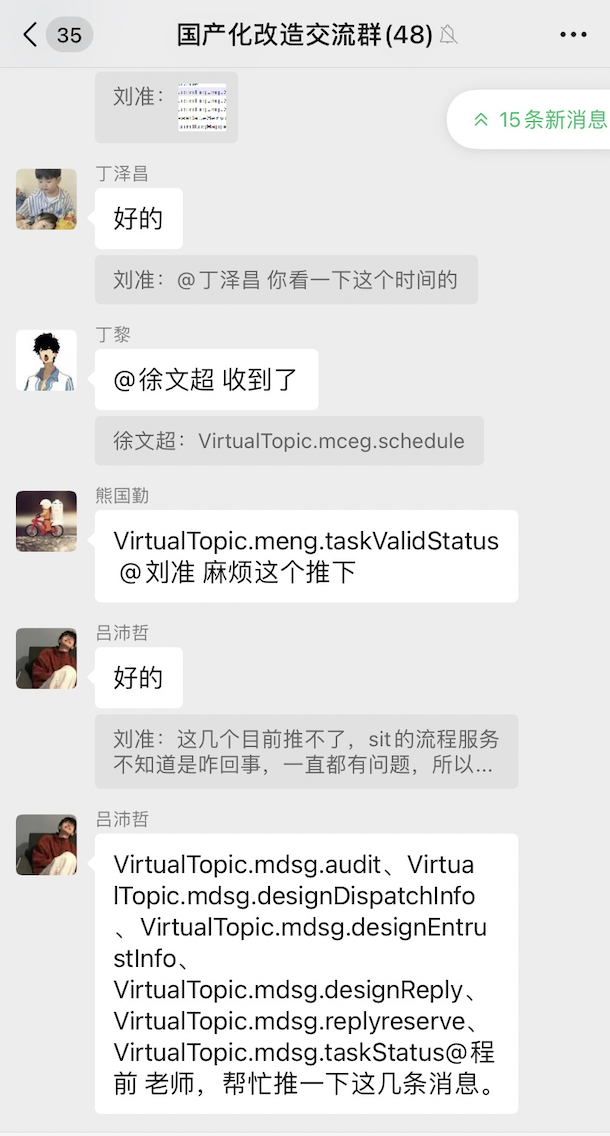 35
国产化改造交流群(48)
刘准：
15条新消息
丁泽昌
好的
刘准：@丁泽昌 你看一下这个时间的
丁黎
@徐文超 收到了
徐文超：VirtualTopic.mceg.schedule
熊国勤
VirtualTopic.meng.taskValidStatus
@刘准 麻烦这个推下
吕沛哲
好的
刘准：这几个目前推不了，sit的流程服务
不知道是咋回事，一直都有问题，所以...
吕沛哲
VirtualTopic.mdsg.audit、Virtua
lTopic.mdsg.designDispatchInfo
、VirtualTopic.mdsg.designEntru
stInfo、
VirtualTopic.mdsg.designReply、
VirtualTopic.mdsg.replyreserve、
VirtualTopic.mdsg.taskStatus@程
前 老师，帮忙推一下这几条消息。